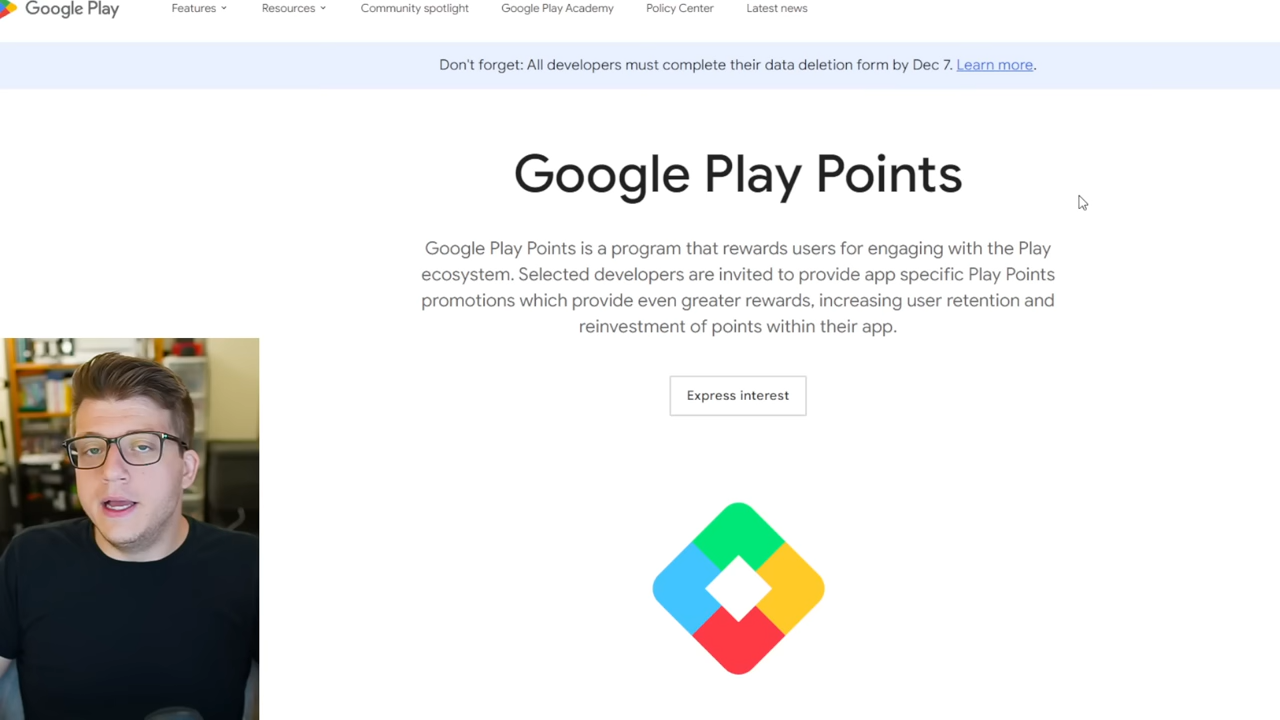 Google Play
Features
Resources
Community spotlight
Google Play Academy
Policy Center
Latest news
Don't forget: All developers must complete their data deletion form by Dec 7. Learn more.
Google Play Points
Google Play Points is a program that rewards users for engaging with the Play
ecosystem. Selected developers are invited to provide app specific Play Points
promotions which provide even greater rewards, increasing user retention and
reinvestment of points within their app.
Express interest